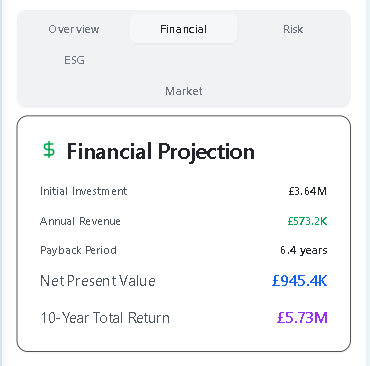 Overview Financial Risk
ESG
Market
$ Financial Projection
Initial Investment £3.64M
Annual Revenue £573.2K
Payback Period 6.4 years
Net Present Value £945.4K
10-Year Total Return £5.73M